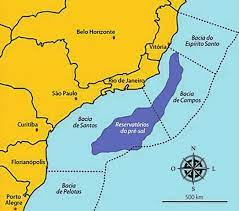 Belo Horizonte
Vitória
Bacia do
Espírito Santo
Rio de Janeiro
São Paulo
Bacia de
Campos
Curitiba
Bacia
de Santos
Reservatórios
do pré-sal
Florianópolis
N
O
L
S
Porto
Alegre
Bacia
de Pelotas
500 km